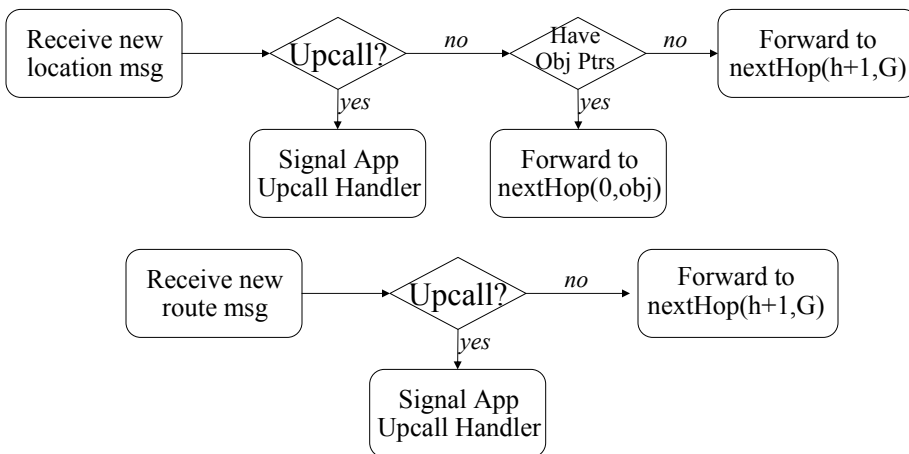 Receive new
location msg
Upcall?
no
Have
Obj Ptrs
no
Forward to
nextHop(h+1,G)
yes
yes
Signal App
Upcall Handler
Forward to
nextHop(0,obj)
Receive new
route msg
Upcall?
no
Forward to
nextHop(h+1,G)
yes
Signal App
Upcall Handler